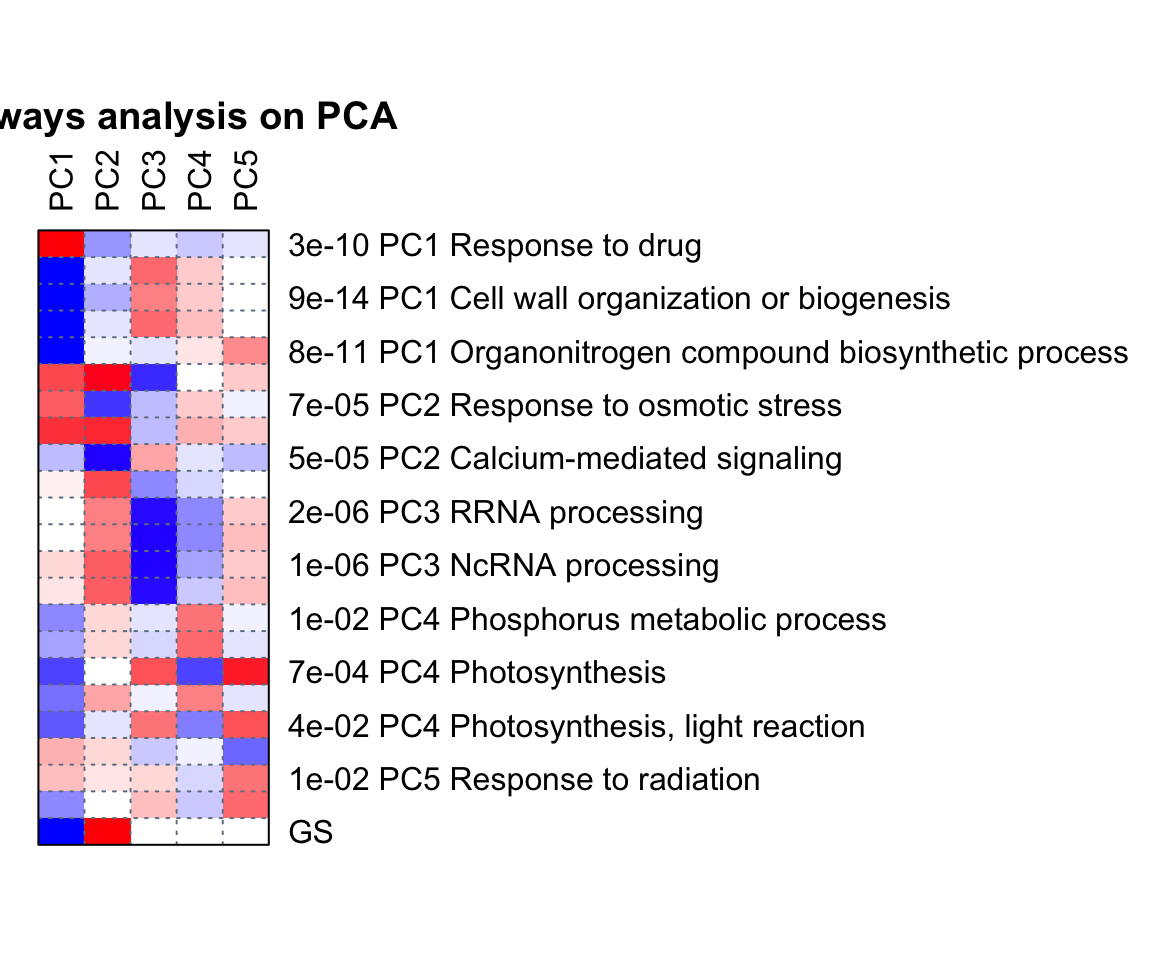 ways analysis on PCA
PC1 PC2 PC3 PC4 PC5
3e-10 PC1 Response to drug
9e-14 PC1 Cell wall organization or biogenesis
8e-11 PC1 Organonitrogen compound biosynthetic process
7e-05 PC2 Response to osmotic stress
5e-05 PC2 Calcium-mediated signaling
2e-06 PC3 RRNA processing
1e-06 PC3 NcRNA processing
1e-02 PC4 Phosphorus metabolic process
7e-04 PC4 Photosynthesis
4e-02 PC4 Photosynthesis, light reaction
1e-02 PC5 Response to radiation
GS